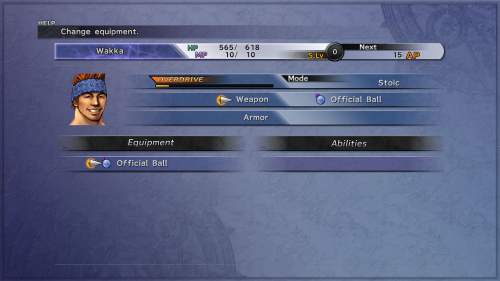 HELP
Change equipment.
Wakka HP 565/ 618 Next
MP 10/ 10 S.Lv 0 15 AP
OVERDRIVE Mode Stoic
Weapon Official Ball
Armor
Equipment Abilities
Official Ball